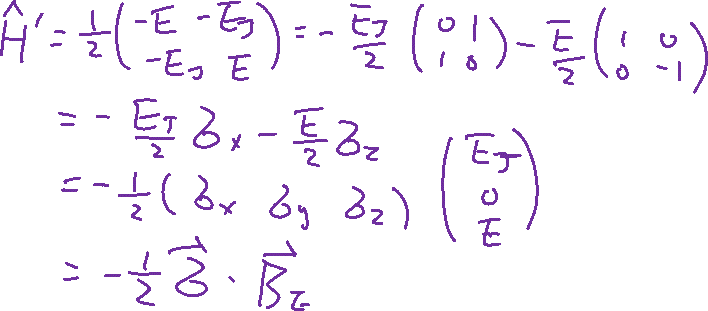 Ĥ' = 1/2 ( -E -E_J ; -E_J E ) = - E_J/2 ( 0 1 ; 1 0 ) - E/2 ( 1 0 ; 0 -1 )
= - E_J/2 σ_x - E/2 σ_z
= - 1/2 ( σ_x σ_y σ_z ) ( E_J ; 0 ; E )
= - 1/2 σ⃗ · B⃗_Σ